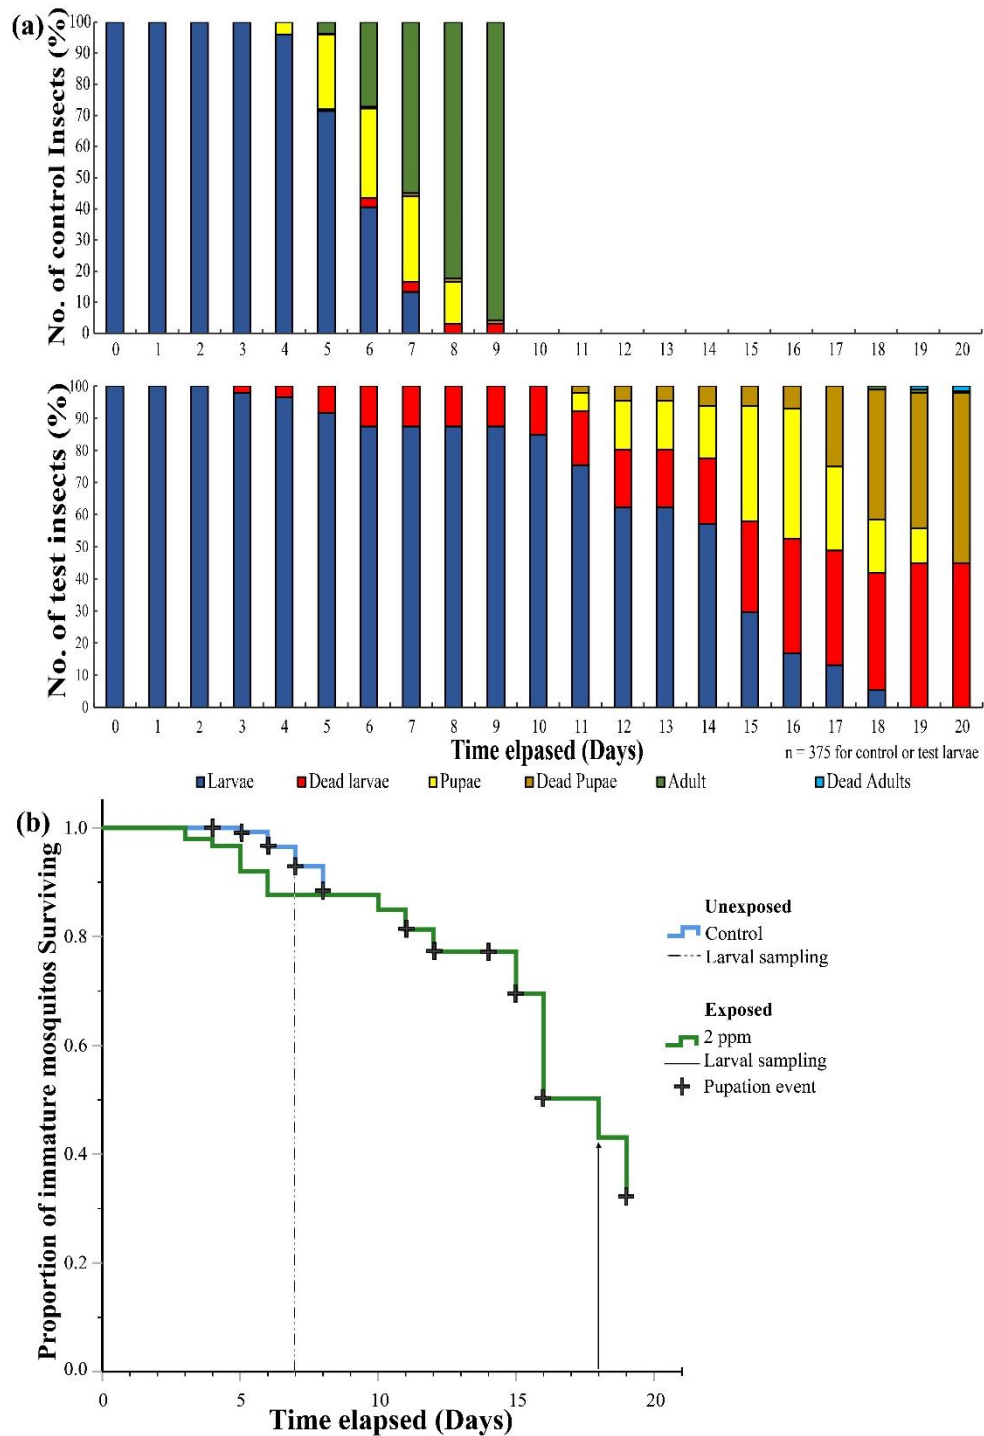 (a)
No. of control Insects (%)
100
90
80
70
60
50
40
30
20
10
0
0 1 2 3 4 5 6 7 8 9 10 11 12 13 14 15 16 17 18 19 20
No. of test insects (%)
100
90
80
70
60
50
40
30
20
10
0
0 1 2 3 4 5 6 7 8 9 10 11 12 13 14 15 16 17 18 19 20
Time elpased (Days)
n = 375 for control or test larvae
Larvae Dead larvae Pupae Dead Pupae Adult Dead Adults
(b)
Proportion of immature mosquitos Surviving
1.0
0.8
0.6
0.4
0.2
0.0
0 5 10 15 20
Time elapsed (Days)
Unexposed
Control
Larval sampling
Exposed
2 ppm
Larval sampling
Pupation event